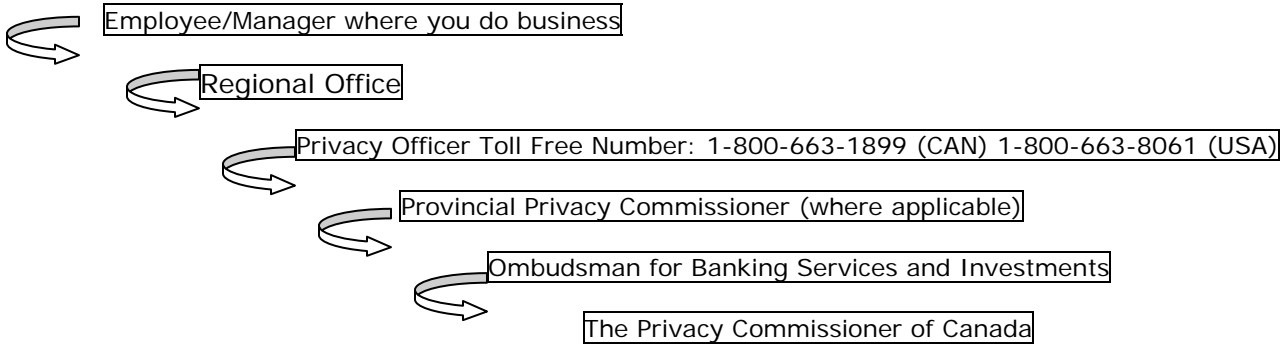 Employee/Manager where you do business
Regional Office
Privacy Officer Toll Free Number: 1-800-663-1899 (CAN) 1-800-663-8061 (USA)
Provincial Privacy Commissioner (where applicable)
Ombudsman for Banking Services and Investments
The Privacy Commissioner of Canada